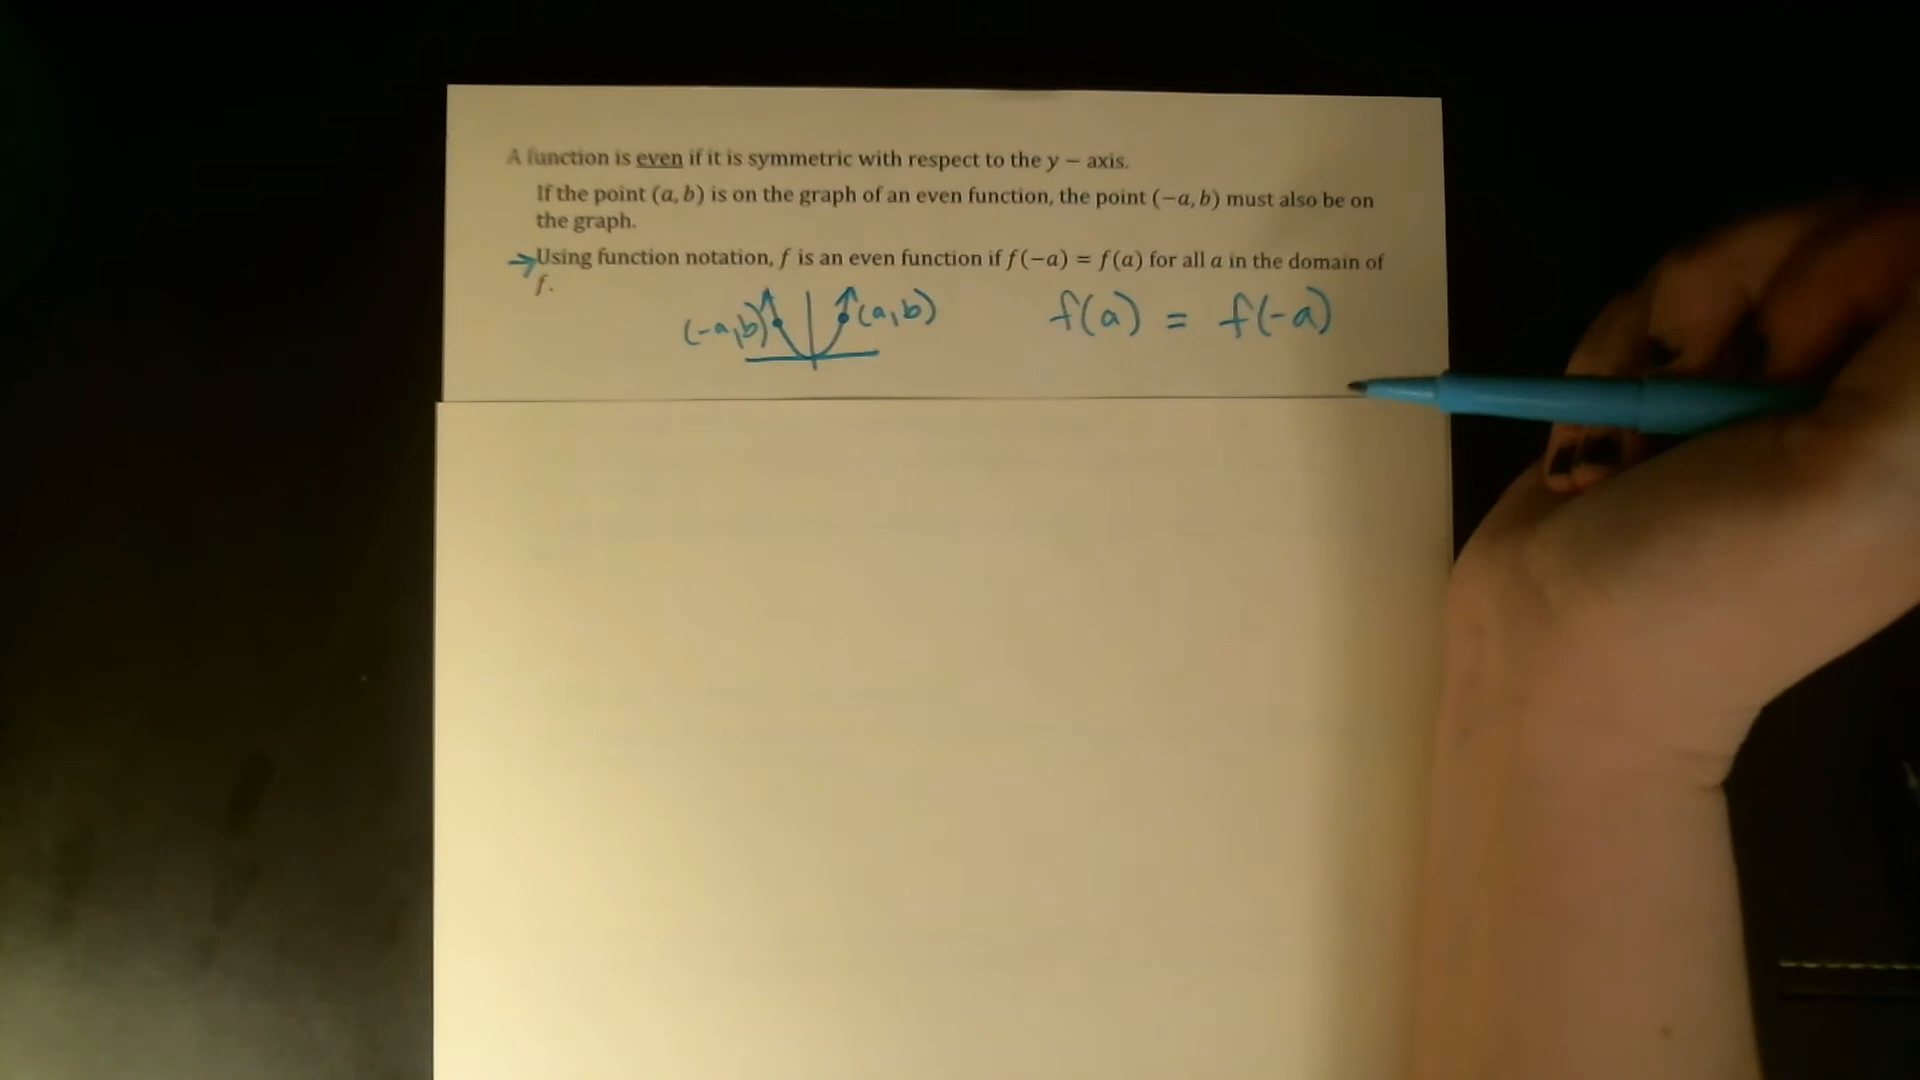 A function is even if it is symmetric with respect to the y – axis.
If the point (a, b) is on the graph of an even function, the point (−a, b) must also be on
the graph.
Using function notation, f is an even function if f(−a) = f(a) for all a in the domain of
f.
(-a,b) (a,b) f(a) = f(-a)